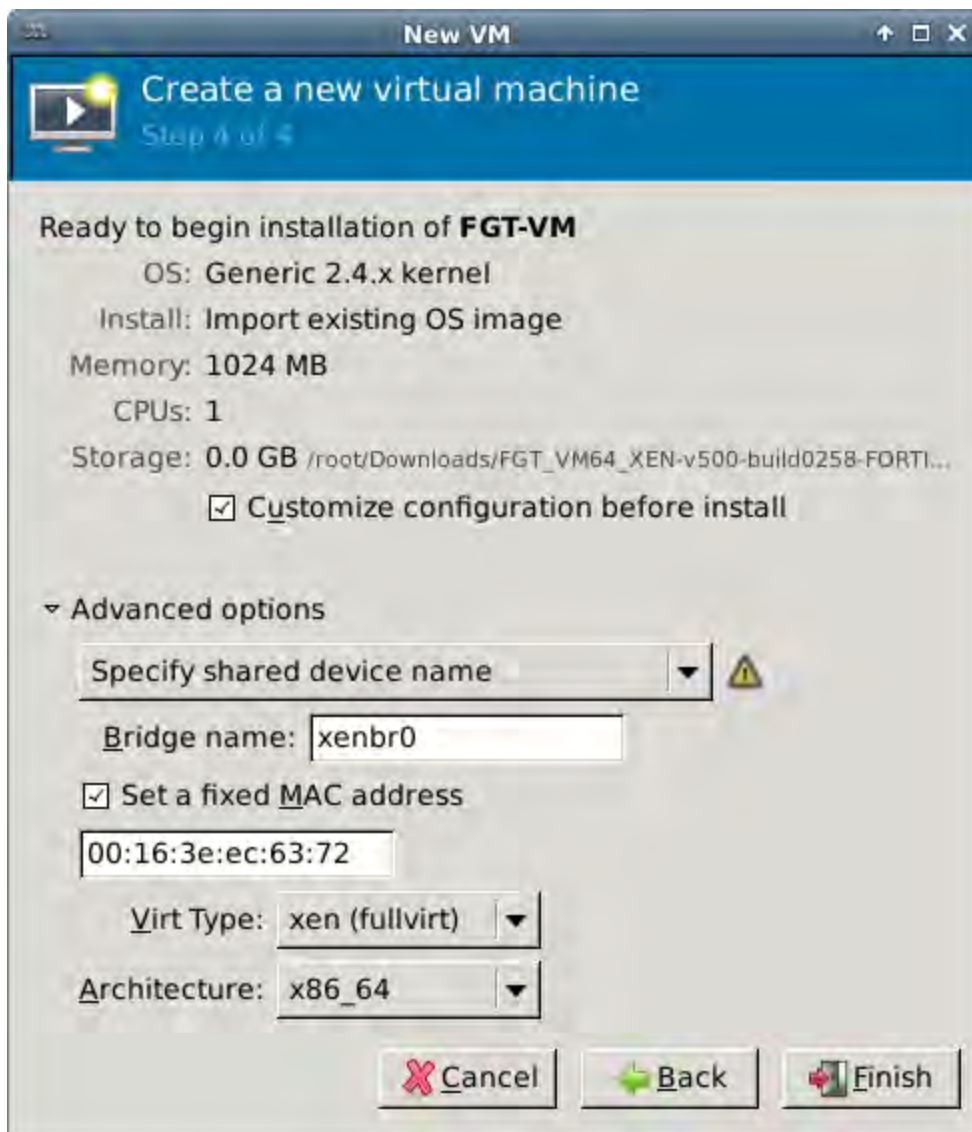 New VM
Create a new virtual machine
Step 4 of 4
Ready to begin installation of FGT-VM
OS: Generic 2.4.x kernel
Install: Import existing OS image
Memory: 1024 MB
CPUs: 1
Storage: 0.0 GB /root/Downloads/FGT_VM64_XEN-v500-build0258-FORTI...
Customize configuration before install
Advanced options
Specify shared device name
Bridge name: xenbr0
Set a fixed MAC address
00:16:3e:ec:63:72
Virt Type: xen (fullvirt)
Architecture: x86_64
Cancel Back Finish